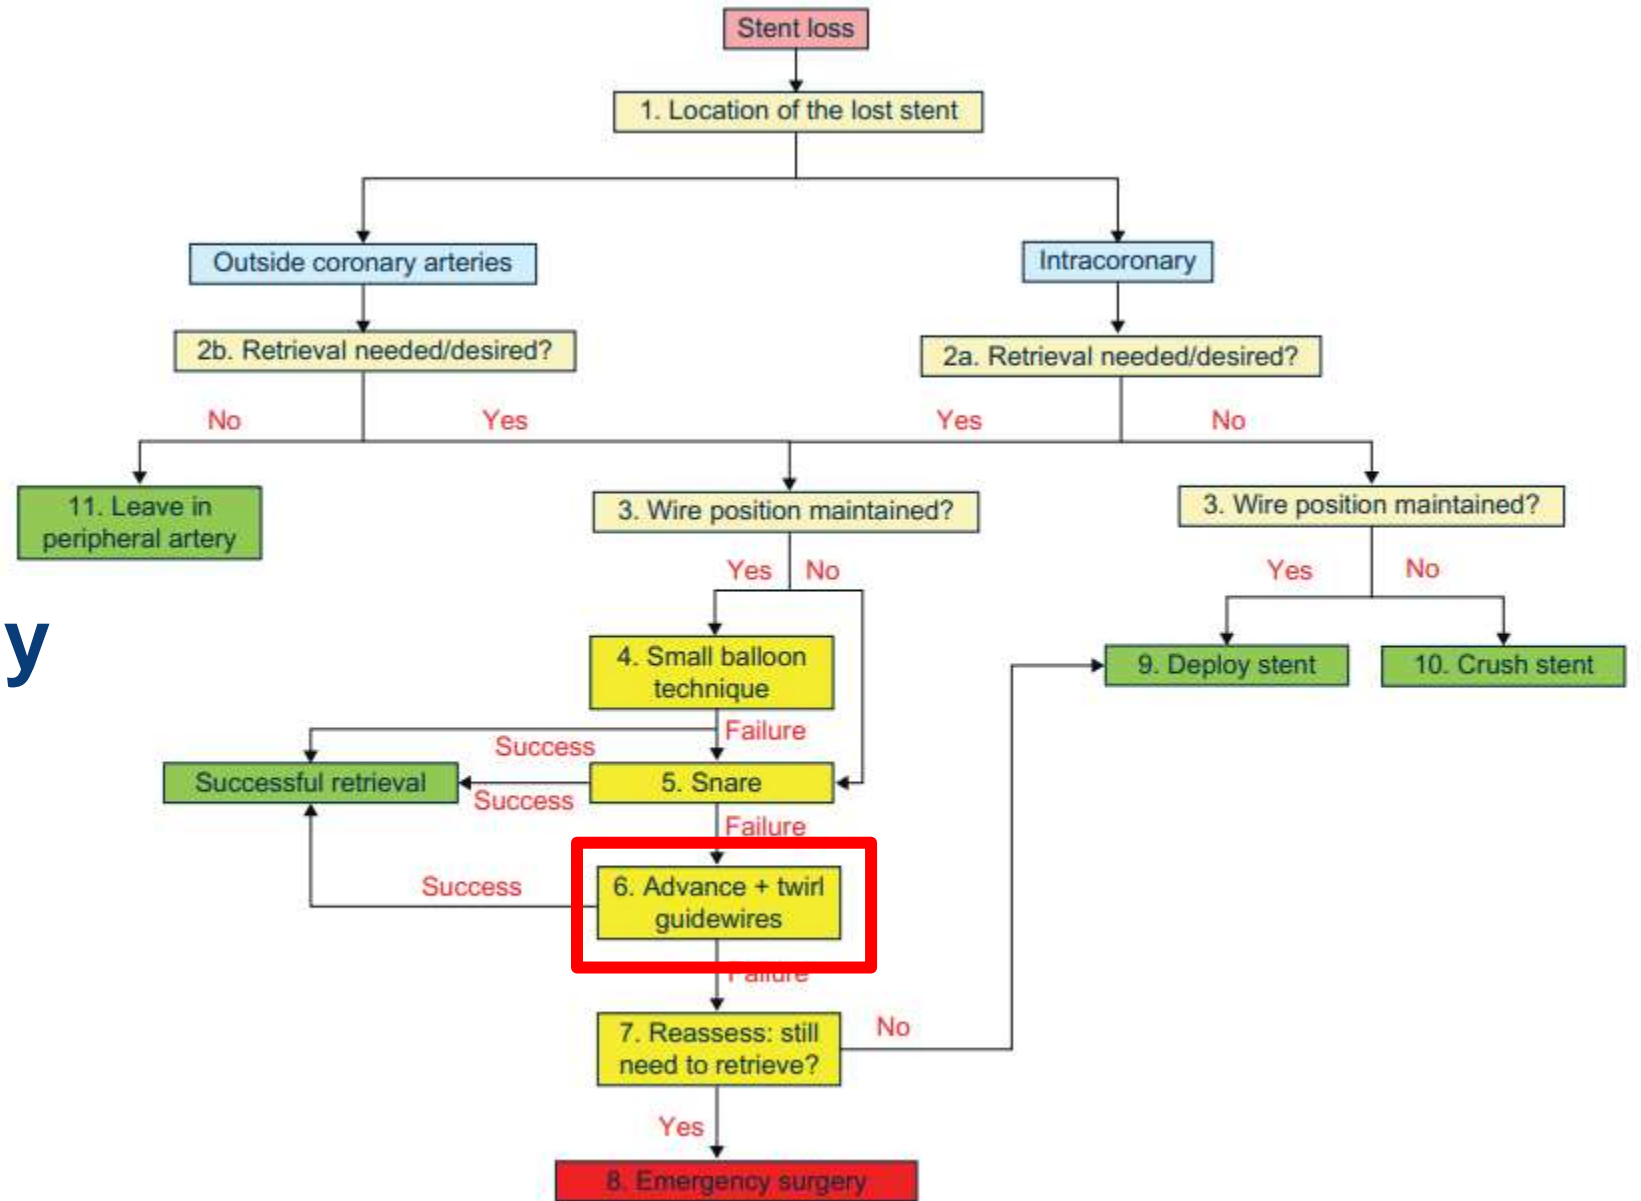 Stent loss
1. Location of the lost stent
Outside coronary arteries
Intracoronary
2b. Retrieval needed/desired?
2a. Retrieval needed/desired?
No
Yes
Yes
No
11. Leave in
peripheral artery
3. Wire position maintained?
3. Wire position maintained?
Yes
No
Yes
No
y
4. Small balloon
technique
9. Deploy stent
10. Crush stent
Failure
Success
Successful retrieval
5. Snare
Success
Failure
Success
6. Advance + twirl
guidewires
Failure
7. Reassess: still
need to retrieve?
No
Yes
8. Emergency surgery